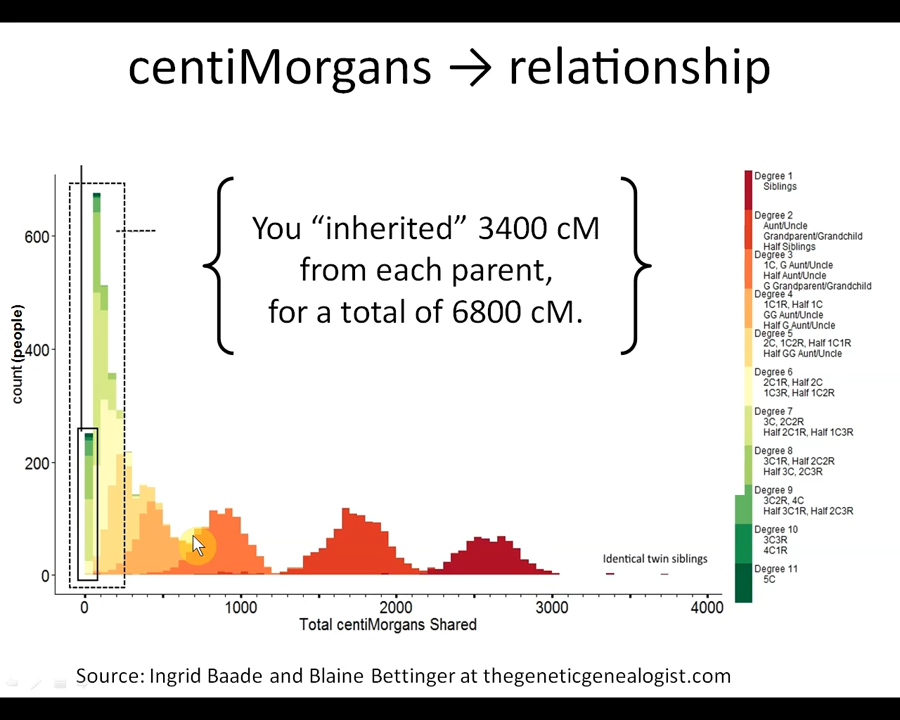 centiMorgans → relationship
You “inherited” 3400 cM
from each parent,
for a total of 6800 cM.
count (people)
600
400
200
0
0
1000
2000
3000
4000
Total centiMorgans Shared
Identical twin siblings
Degree 1
Siblings
Degree 2
Aunt/Uncle
Grandparent/Grandchild
Half Siblings
Degree 3
1C, G Aunt/Uncle
Half Aunt/Uncle
G Grandparent/Grandchild
Degree 4
1C1R, Half 1C
GG Aunt/Uncle
Half G Aunt/Uncle
Degree 5
2C, 1C2R, Half 1C1R
Half GG Aunt/Uncle
Degree 6
2C1R, Half 2C
1C3R, Half 1C2R
Degree 7
3C, 2C2R
Half 2C1R, Half 1C3R
Degree 8
3C1R, Half 2C2R
Half 3C, 2C3R
Degree 9
3C2R, 4C
Half 3C1R, Half 2C3R
Degree 10
3C3R
4C1R
Degree 11
5C
Source: Ingrid Baade and Blaine Bettinger at thegeneticgenealogist.com